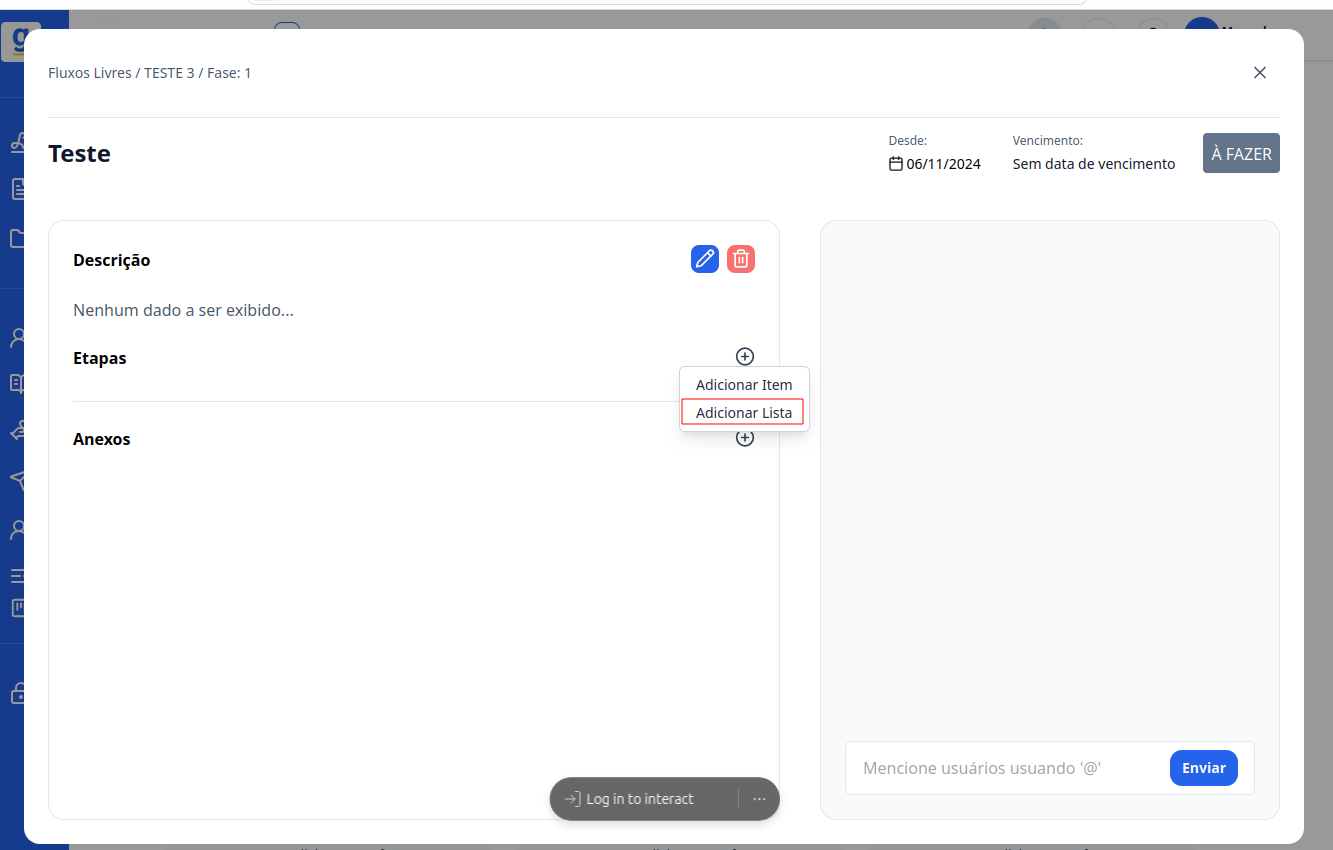 g
Fluxos Livres / TESTE 3 / Fase: 1
Teste
Desde:
06/11/2024
Vencimento:
Sem data de vencimento
À FAZER
Descrição
Nenhum dado a ser exibido...
Etapas
Adicionar Item
Adicionar Lista
Anexos
Mencione usuários usuando '@'
Enviar
Log in to interact